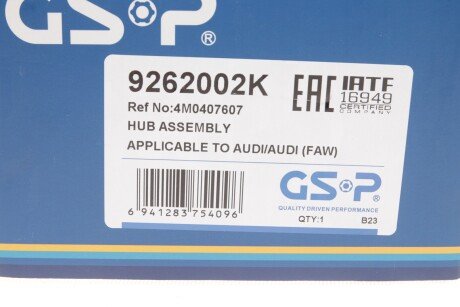 GSP ®
9262002K
Ref No:4M0407607
HUB ASSEMBLY
APPLICABLE TO AUDI/AUDI (FAW)
EAC IATF
16949
CERTIFIED
COMPANY
6 941283 754096
GSP
QUALITY DRIVEN PERFORMANCE
QTY:1 B23